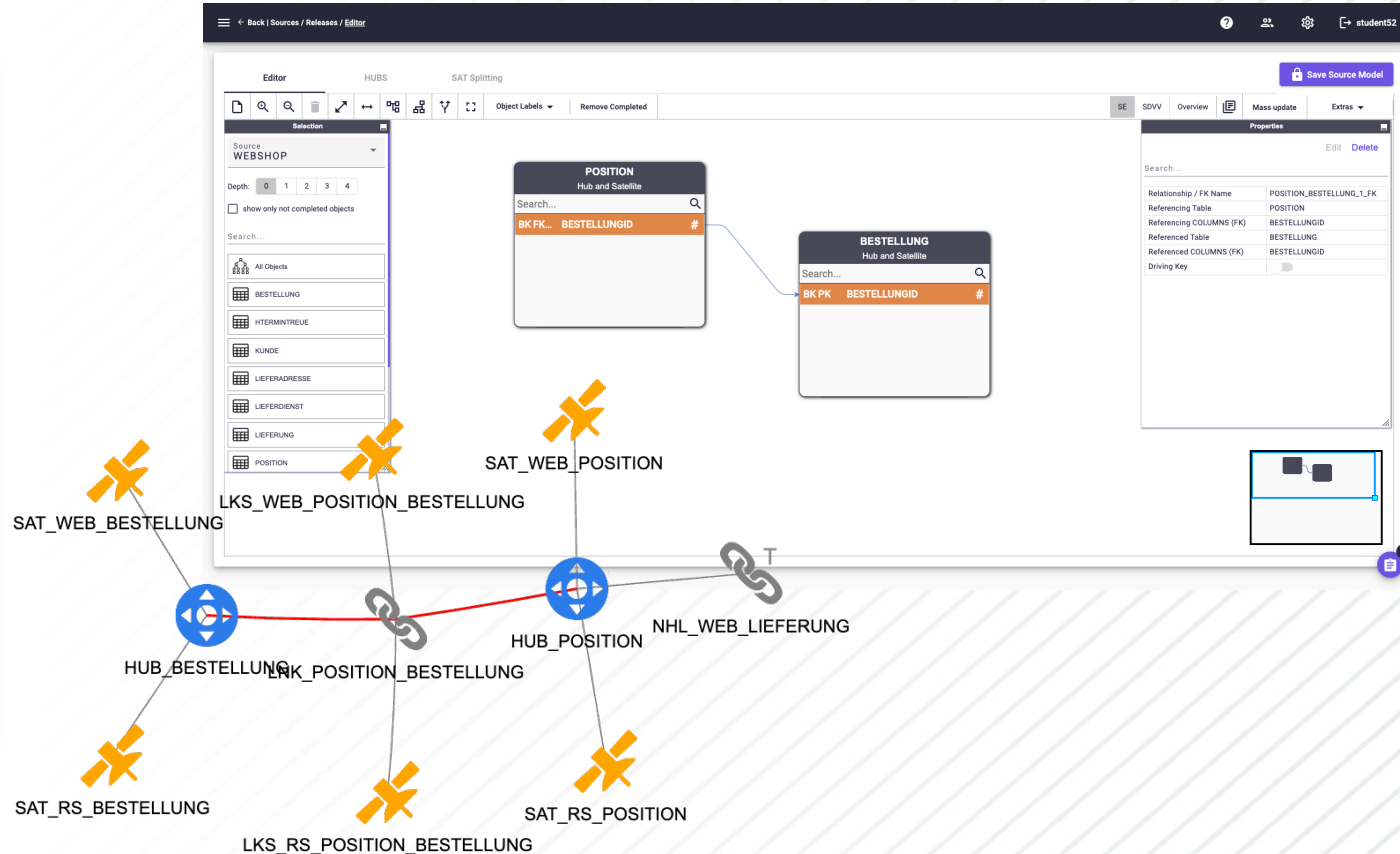 ← Back | Sources / Releases / Editor
student52
Editor
HUBS
SAT Splitting
Save Source Model
Object Labels
Remove Completed
SE
SDVV
Overview
Mass update
Extras
Selection
Source
WEBSHOP
Depth: 0 1 2 3 4
show only not completed objects
Search...
All Objects
BESTELLUNG
HTERMINTREUE
KUNDE
LIEFERADRESSE
LIEFERDIENST
LIEFERUNG
POSITION
POSITION
Hub and Satellite
Search...
BK FK... BESTELLUNGID #
BESTELLUNG
Hub and Satellite
Search...
BK PK BESTELLUNGID #
Properties
Edit Delete
Search...
Relationship / FK Name POSITION_BESTELLUNG_1_FK
Referencing Table POSITION
Referencing COLUMNS (FK) BESTELLUNGID
Referenced Table BESTELLUNG
Referenced COLUMNS (FK) BESTELLUNGID
Driving Key
SAT_WEB_POSITION
LKS_WEB_POSITION_BESTELLUNG
SAT_WEB_BESTELLUNG
T
NHL_WEB_LIEFERUNG
HUB_POSITION
HUB_BESTELLUNG
LNK_POSITION_BESTELLUNG
SAT_RS_BESTELLUNG
SAT_RS_POSITION
LKS_RS_POSITION_BESTELLUNG